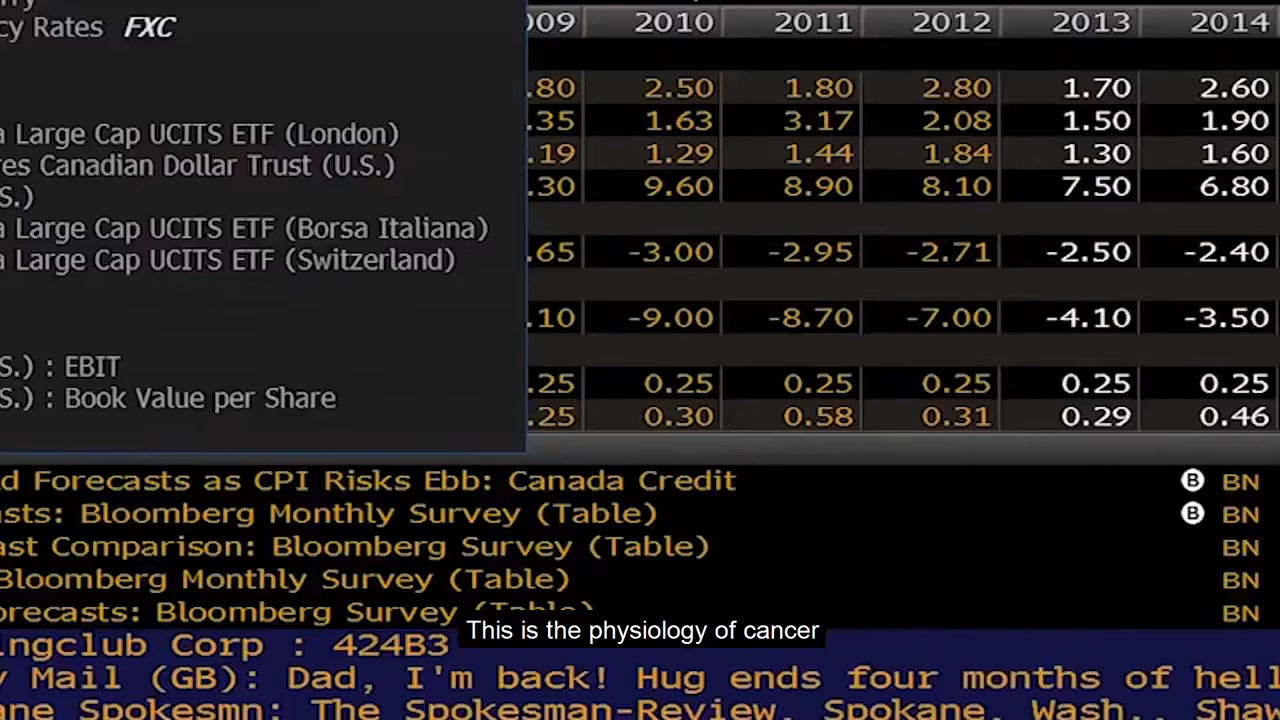 cy Rates FXC
a Large Cap UCITS ETF (London)
es Canadian Dollar Trust (U.S.)
S.)
a Large Cap UCITS ETF (Borsa Italiana)
a Large Cap UCITS ETF (Switzerland)
S.) : EBIT
S.) : Book Value per Share
09 2010 2011 2012 2013 2014
.80 2.50 1.80 2.80 1.70 2.60
.35 1.63 3.17 2.08 1.50 1.90
.19 1.29 1.44 1.84 1.30 1.60
.30 9.60 8.90 8.10 7.50 6.80
.65 -3.00 -2.95 -2.71 -2.50 -2.40
.10 -9.00 -8.70 -7.00 -4.10 -3.50
.25 0.25 0.25 0.25 0.25 0.25
.25 0.30 0.58 0.31 0.29 0.46
d Forecasts as CPI Risks Ebb: Canada Credit B BN
asts: Bloomberg Monthly Survey (Table) B BN
ast Comparison: Bloomberg Survey (Table) BN
Bloomberg Monthly Survey (Table) BN
orecasts: Bloomberg Survey (Table) BN
This is the physiology of cancer
ingclub Corp : 424B3
y Mail (GB): Dad, I'm back! Hug ends four months of hell
ane Spokesmn: The Spokesman-Review, Spokane, Wash., Shaw